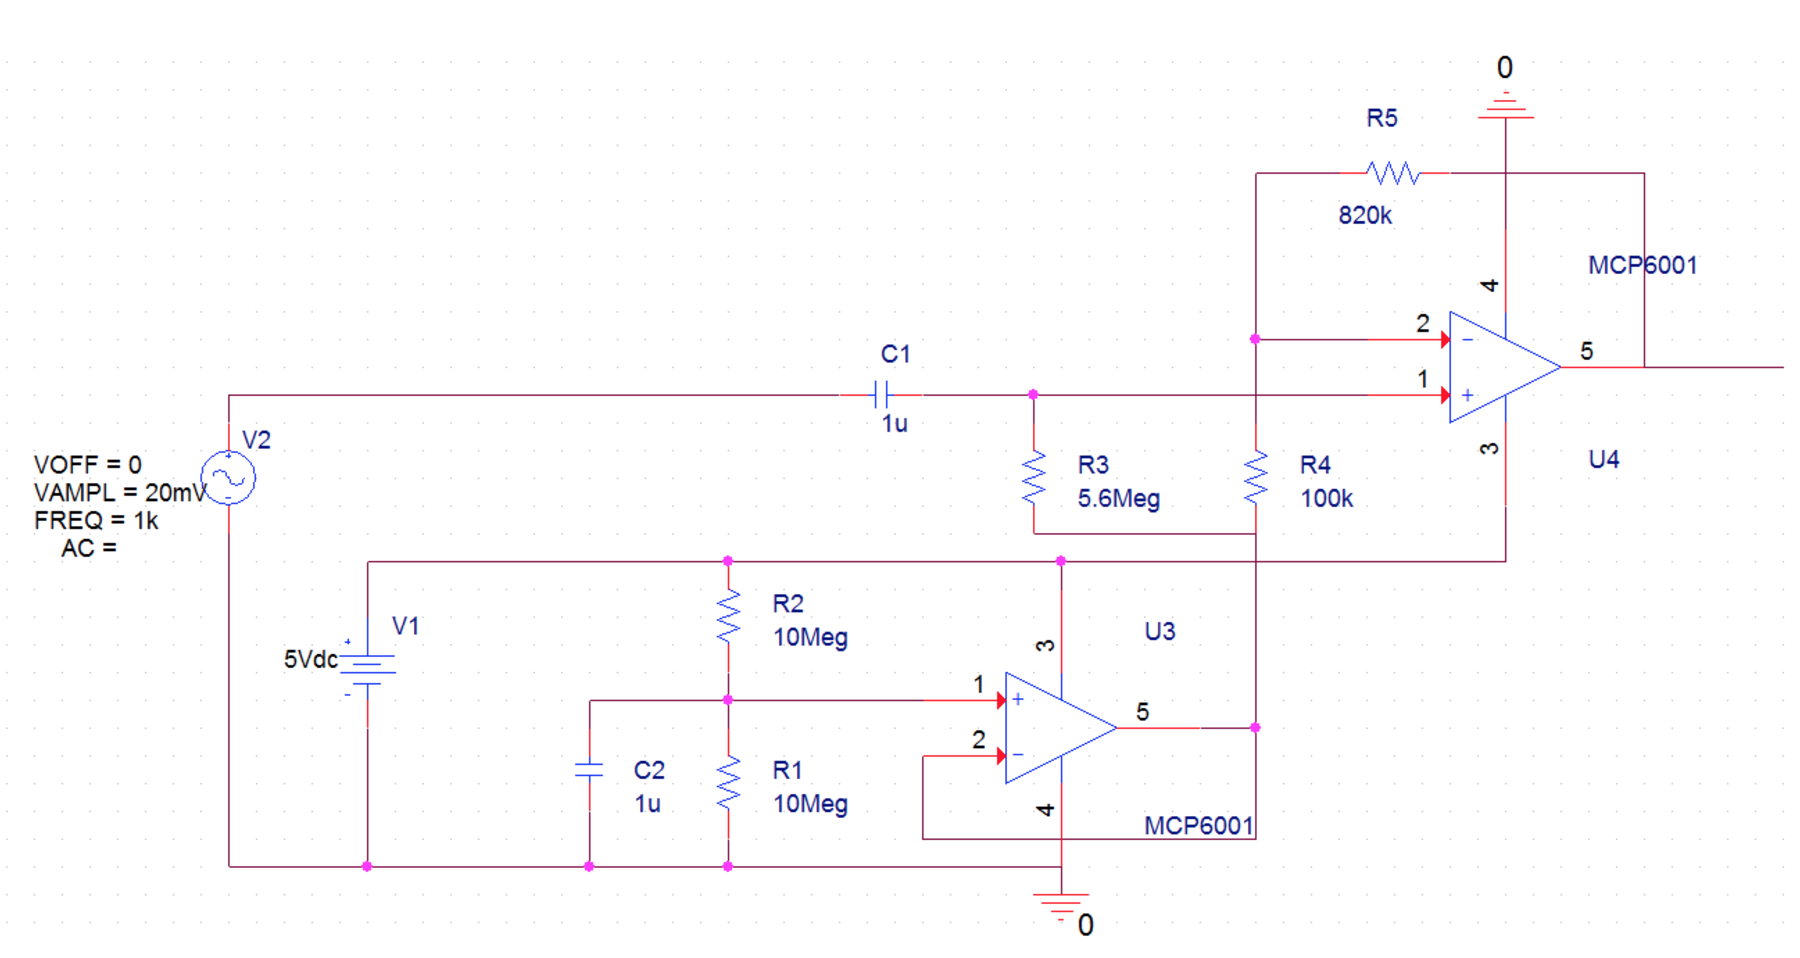 0
R5
820k
MCP6001
4
2
−
5
C1
1
+
1u
V2
3
U4
VOFF = 0
VAMPL = 20mV
FREQ = 1k
AC =
+
-
R3
5.6Meg
R4
100k
R2
10Meg
V1
+
5Vdc
-
U3
3
1
+
5
2
−
C2
1u
R1
10Meg
4
MCP6001
0